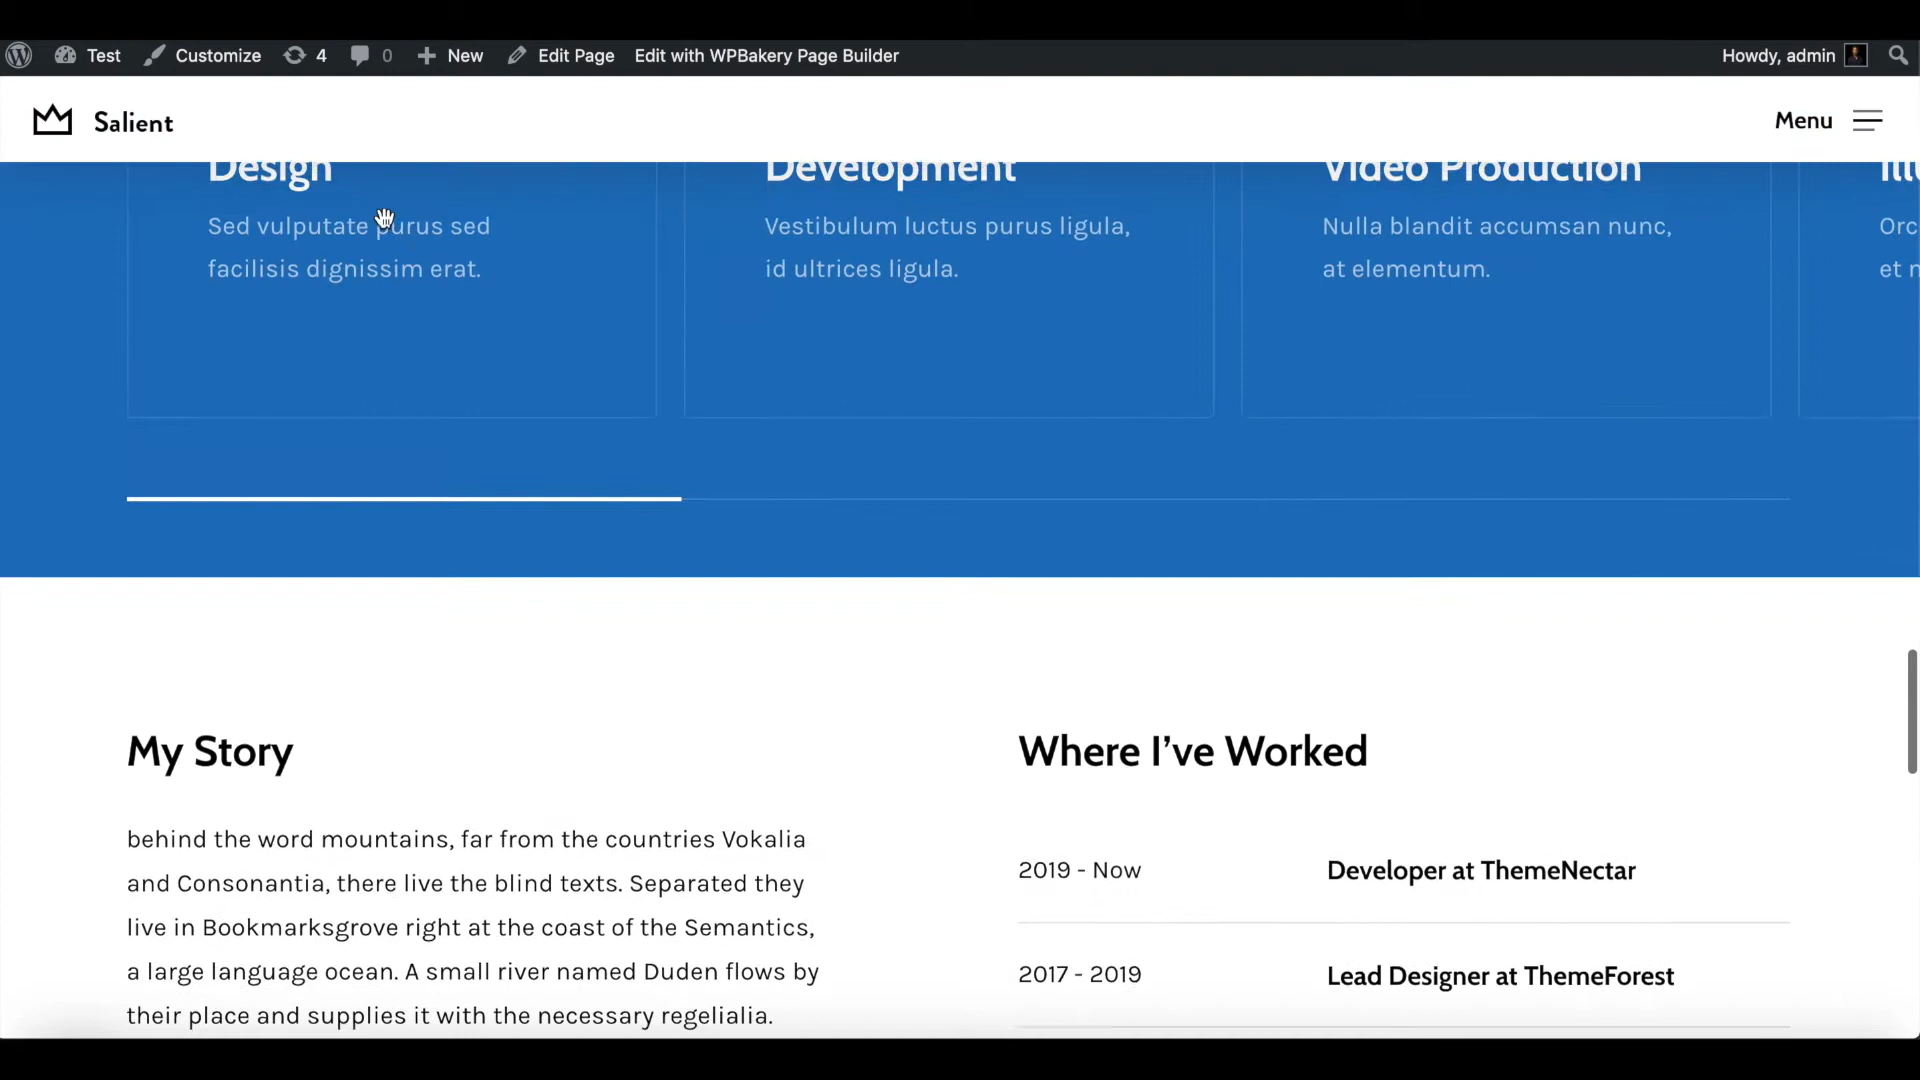 Test Customize 4 0 New Edit Page Edit with WPBakery Page Builder Howdy, admin
Salient Menu
Design
Sed vulputate purus sed
facilisis dignissim erat.
Development
Vestibulum luctus purus ligula,
id ultrices ligula.
Video Production
Nulla blandit accumsan nunc,
at elementum.
My Story
behind the word mountains, far from the countries Vokalia
and Consonantia, there live the blind texts. Separated they
live in Bookmarksgrove right at the coast of the Semantics,
a large language ocean. A small river named Duden flows by
their place and supplies it with the necessary regelialia.
Where I’ve Worked
2019 - Now Developer at ThemeNectar
2017 - 2019 Lead Designer at ThemeForest